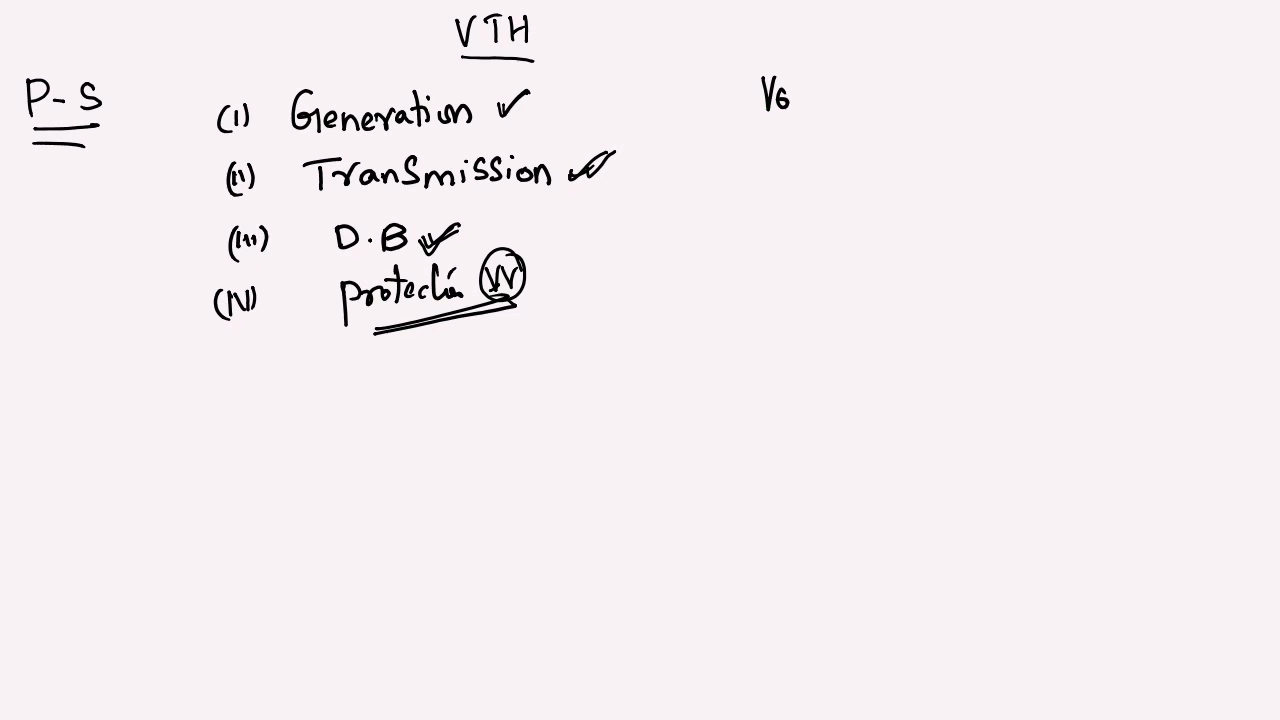 VTH
P-S
(i) Generation ✓
(ii) Transmission ✓
(iii) D.B ✓
(iv) protection
VG